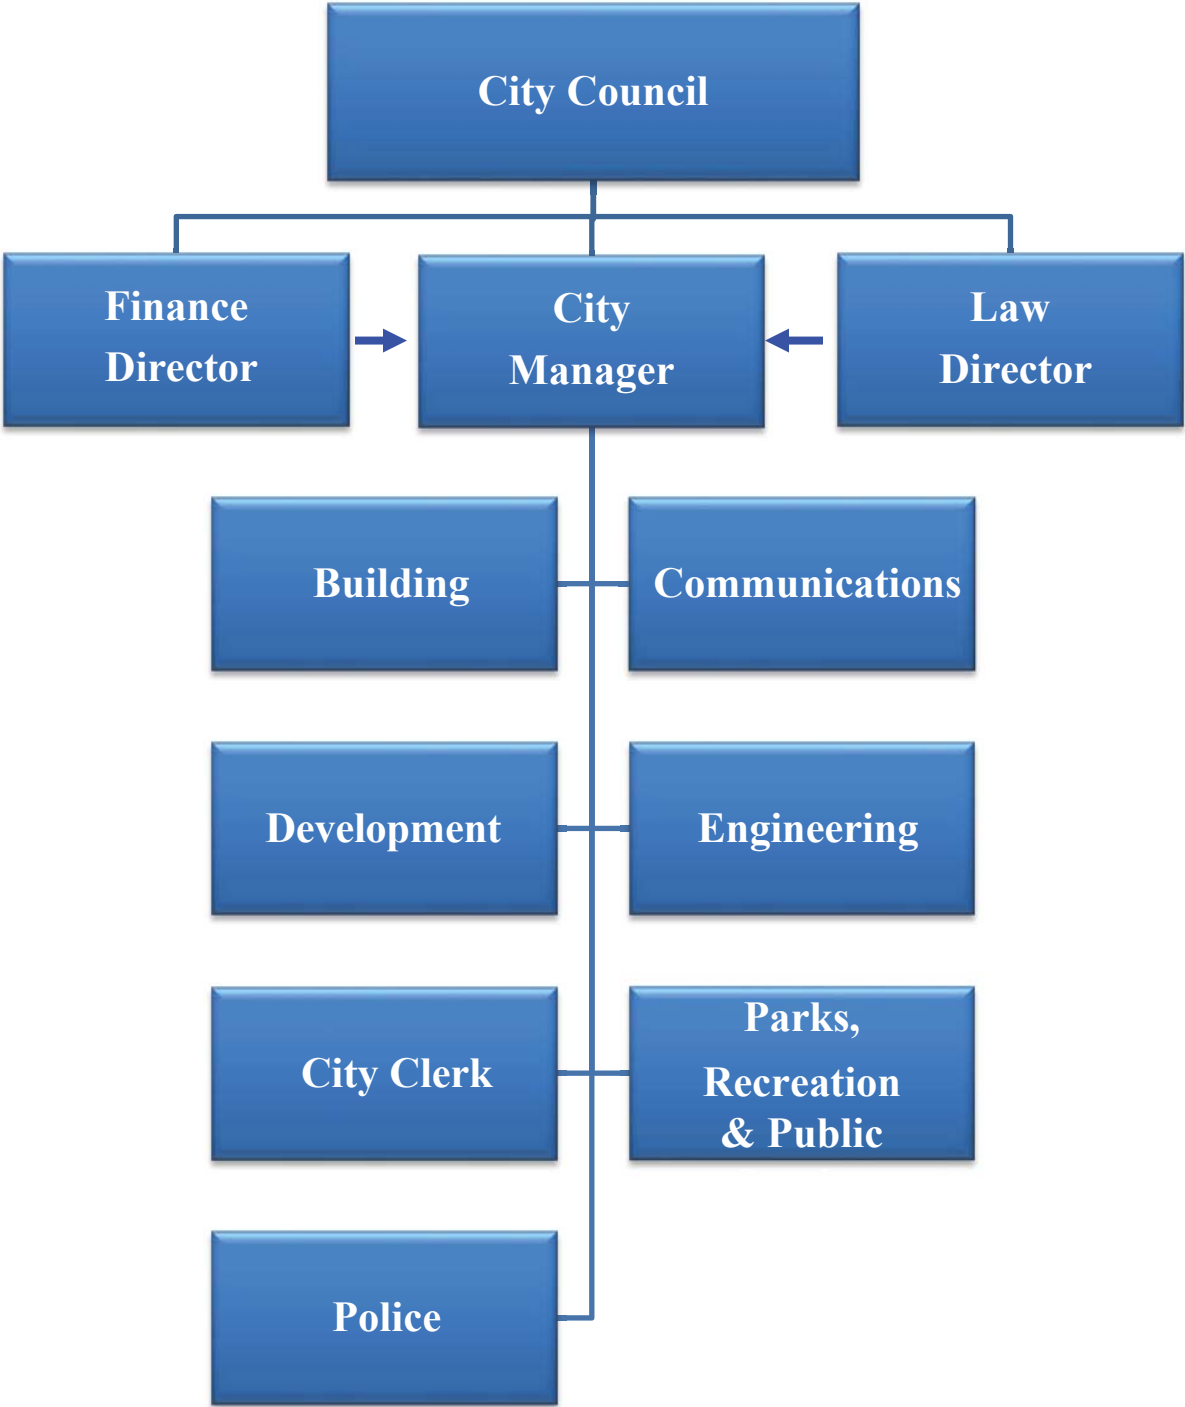 City Council
Finance
Director
City
Manager
Law
Director
Building
Communications
Development
Engineering
City Clerk
Parks,
Recreation
& Public
Police